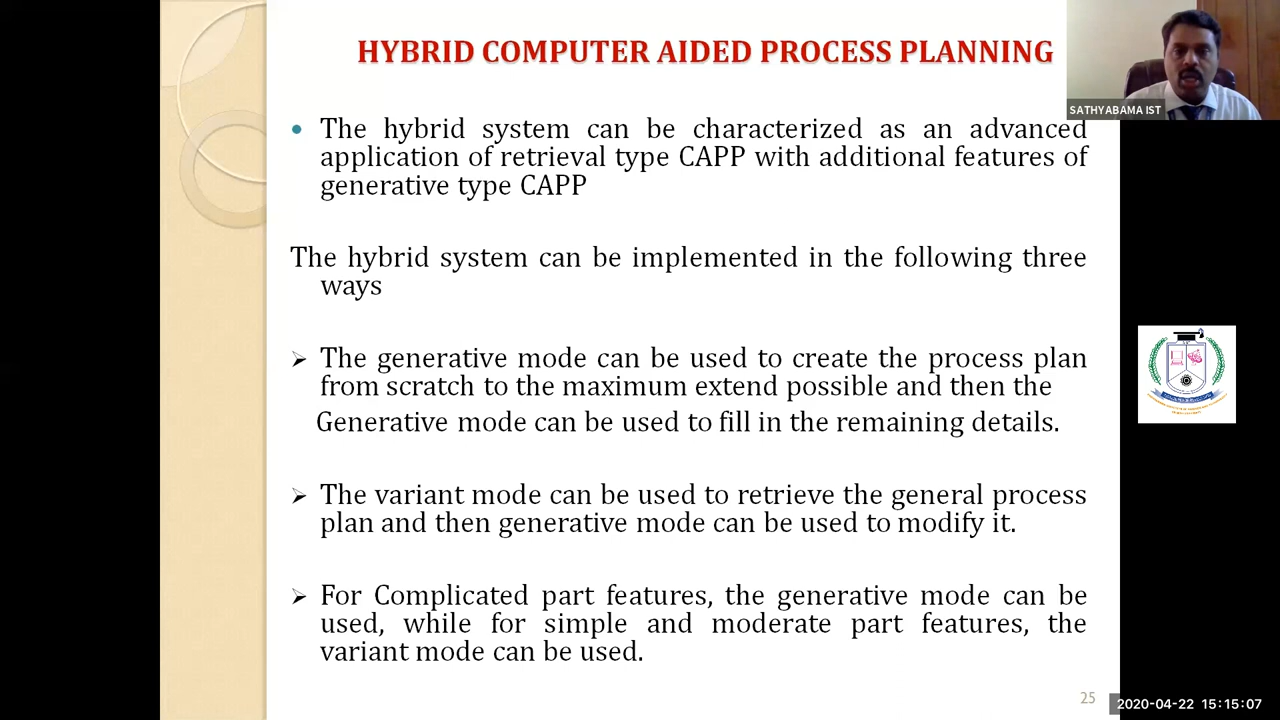 HYBRID COMPUTER AIDED PROCESS PLANNING
SATHYABAMA IST
The hybrid system can be characterized as an advanced
application of retrieval type CAPP with additional features of
generative type CAPP
The hybrid system can be implemented in the following three
ways
The generative mode can be used to create the process plan
from scratch to the maximum extend possible and then the
Generative mode can be used to fill in the remaining details.
The variant mode can be used to retrieve the general process
plan and then generative mode can be used to modify it.
For Complicated part features, the generative mode can be
used, while for simple and moderate part features, the
variant mode can be used.
25
2020-04-22 15:15:07